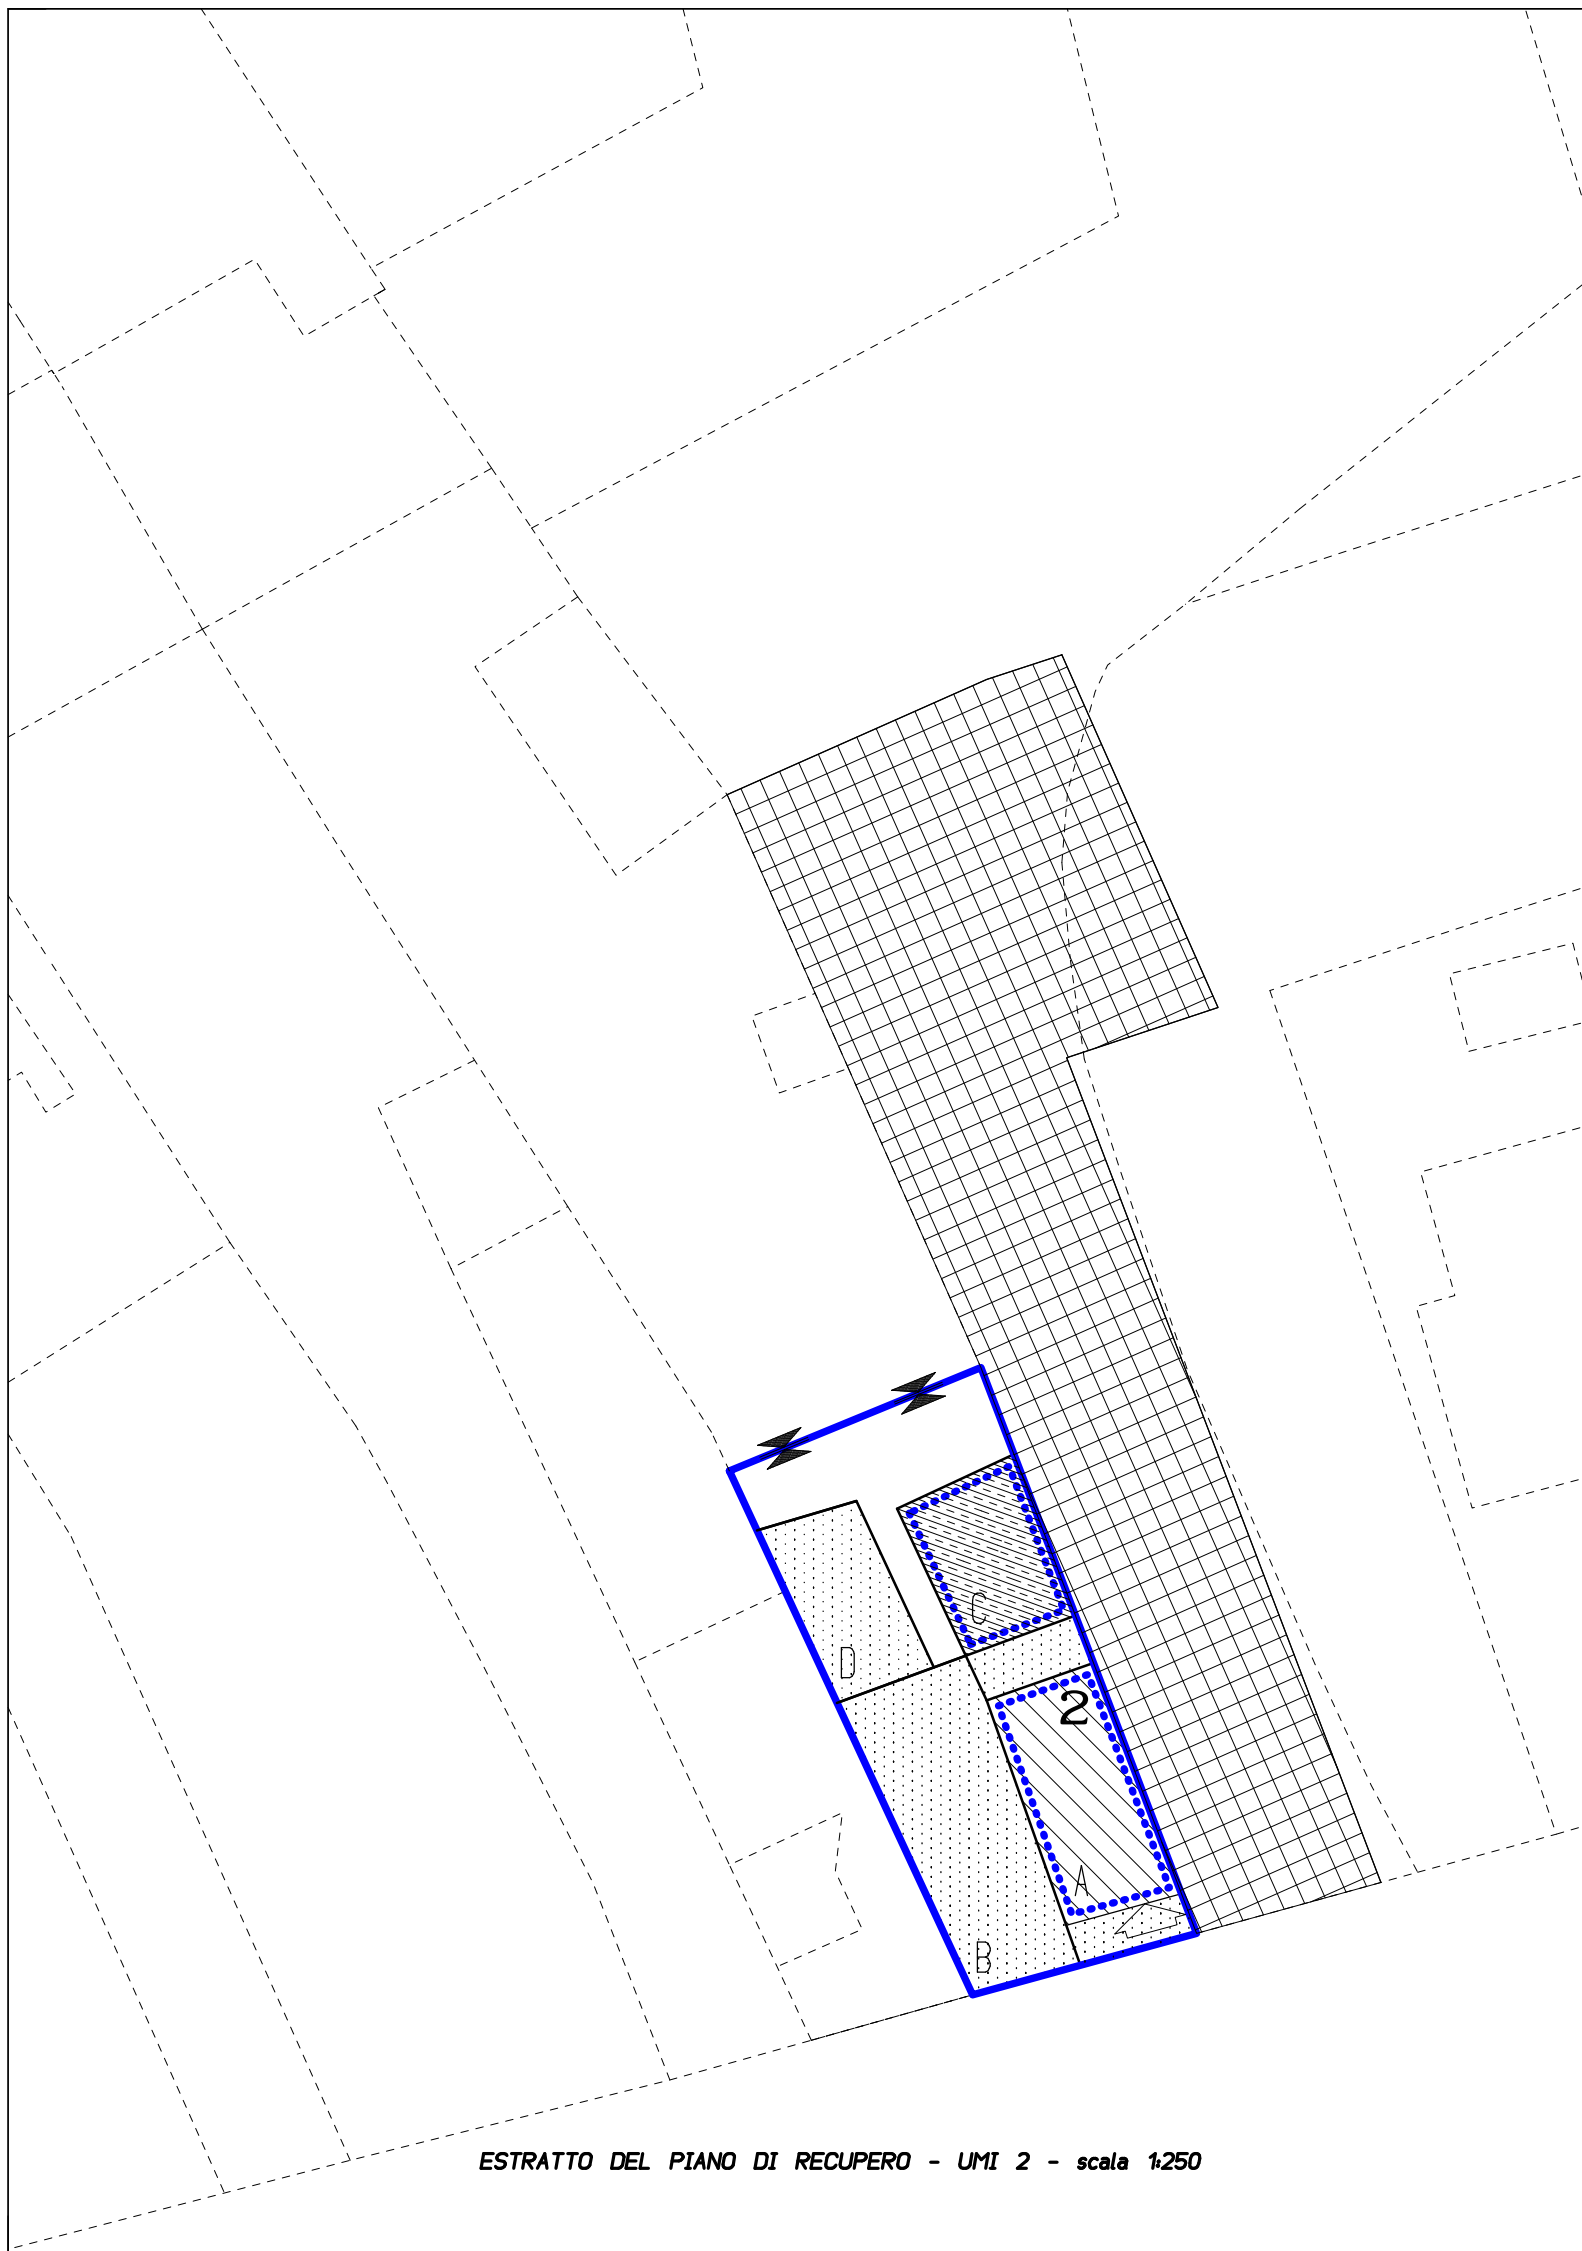 C
D
2
A
B
ESTRATTO DEL PIANO DI RECUPERO - UMI 2 - scala 1:250